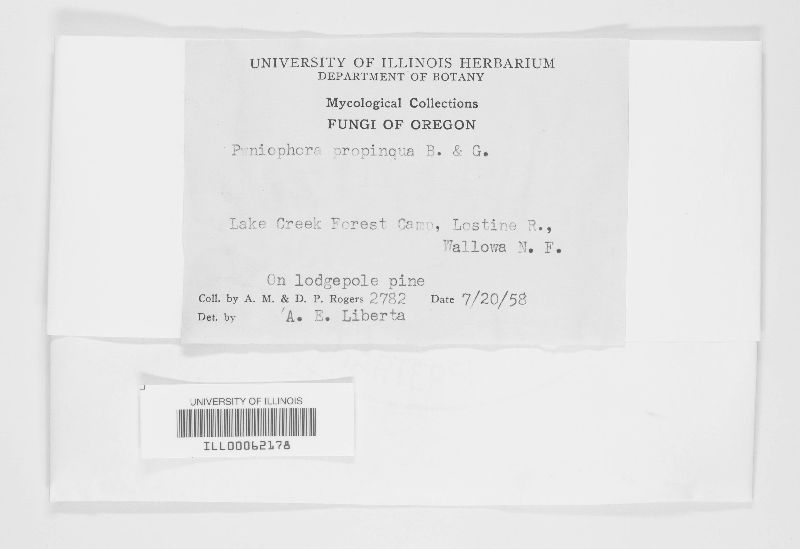 UNIVERSITY OF ILLINOIS HERBARIUM
DEPARTMENT OF BOTANY
Mycological Collections
FUNGI OF OREGON
Peniophora propinqua B. & G.
Lake Creek Forest Camp, Lostine R.,
Wallowa N. F.
On lodgepole pine
Coll. by A. M. & D. P. Rogers 2782 Date 7/20/58
Det. by A. E. Liberta
UNIVERSITY OF ILLINOIS
ILL00062178